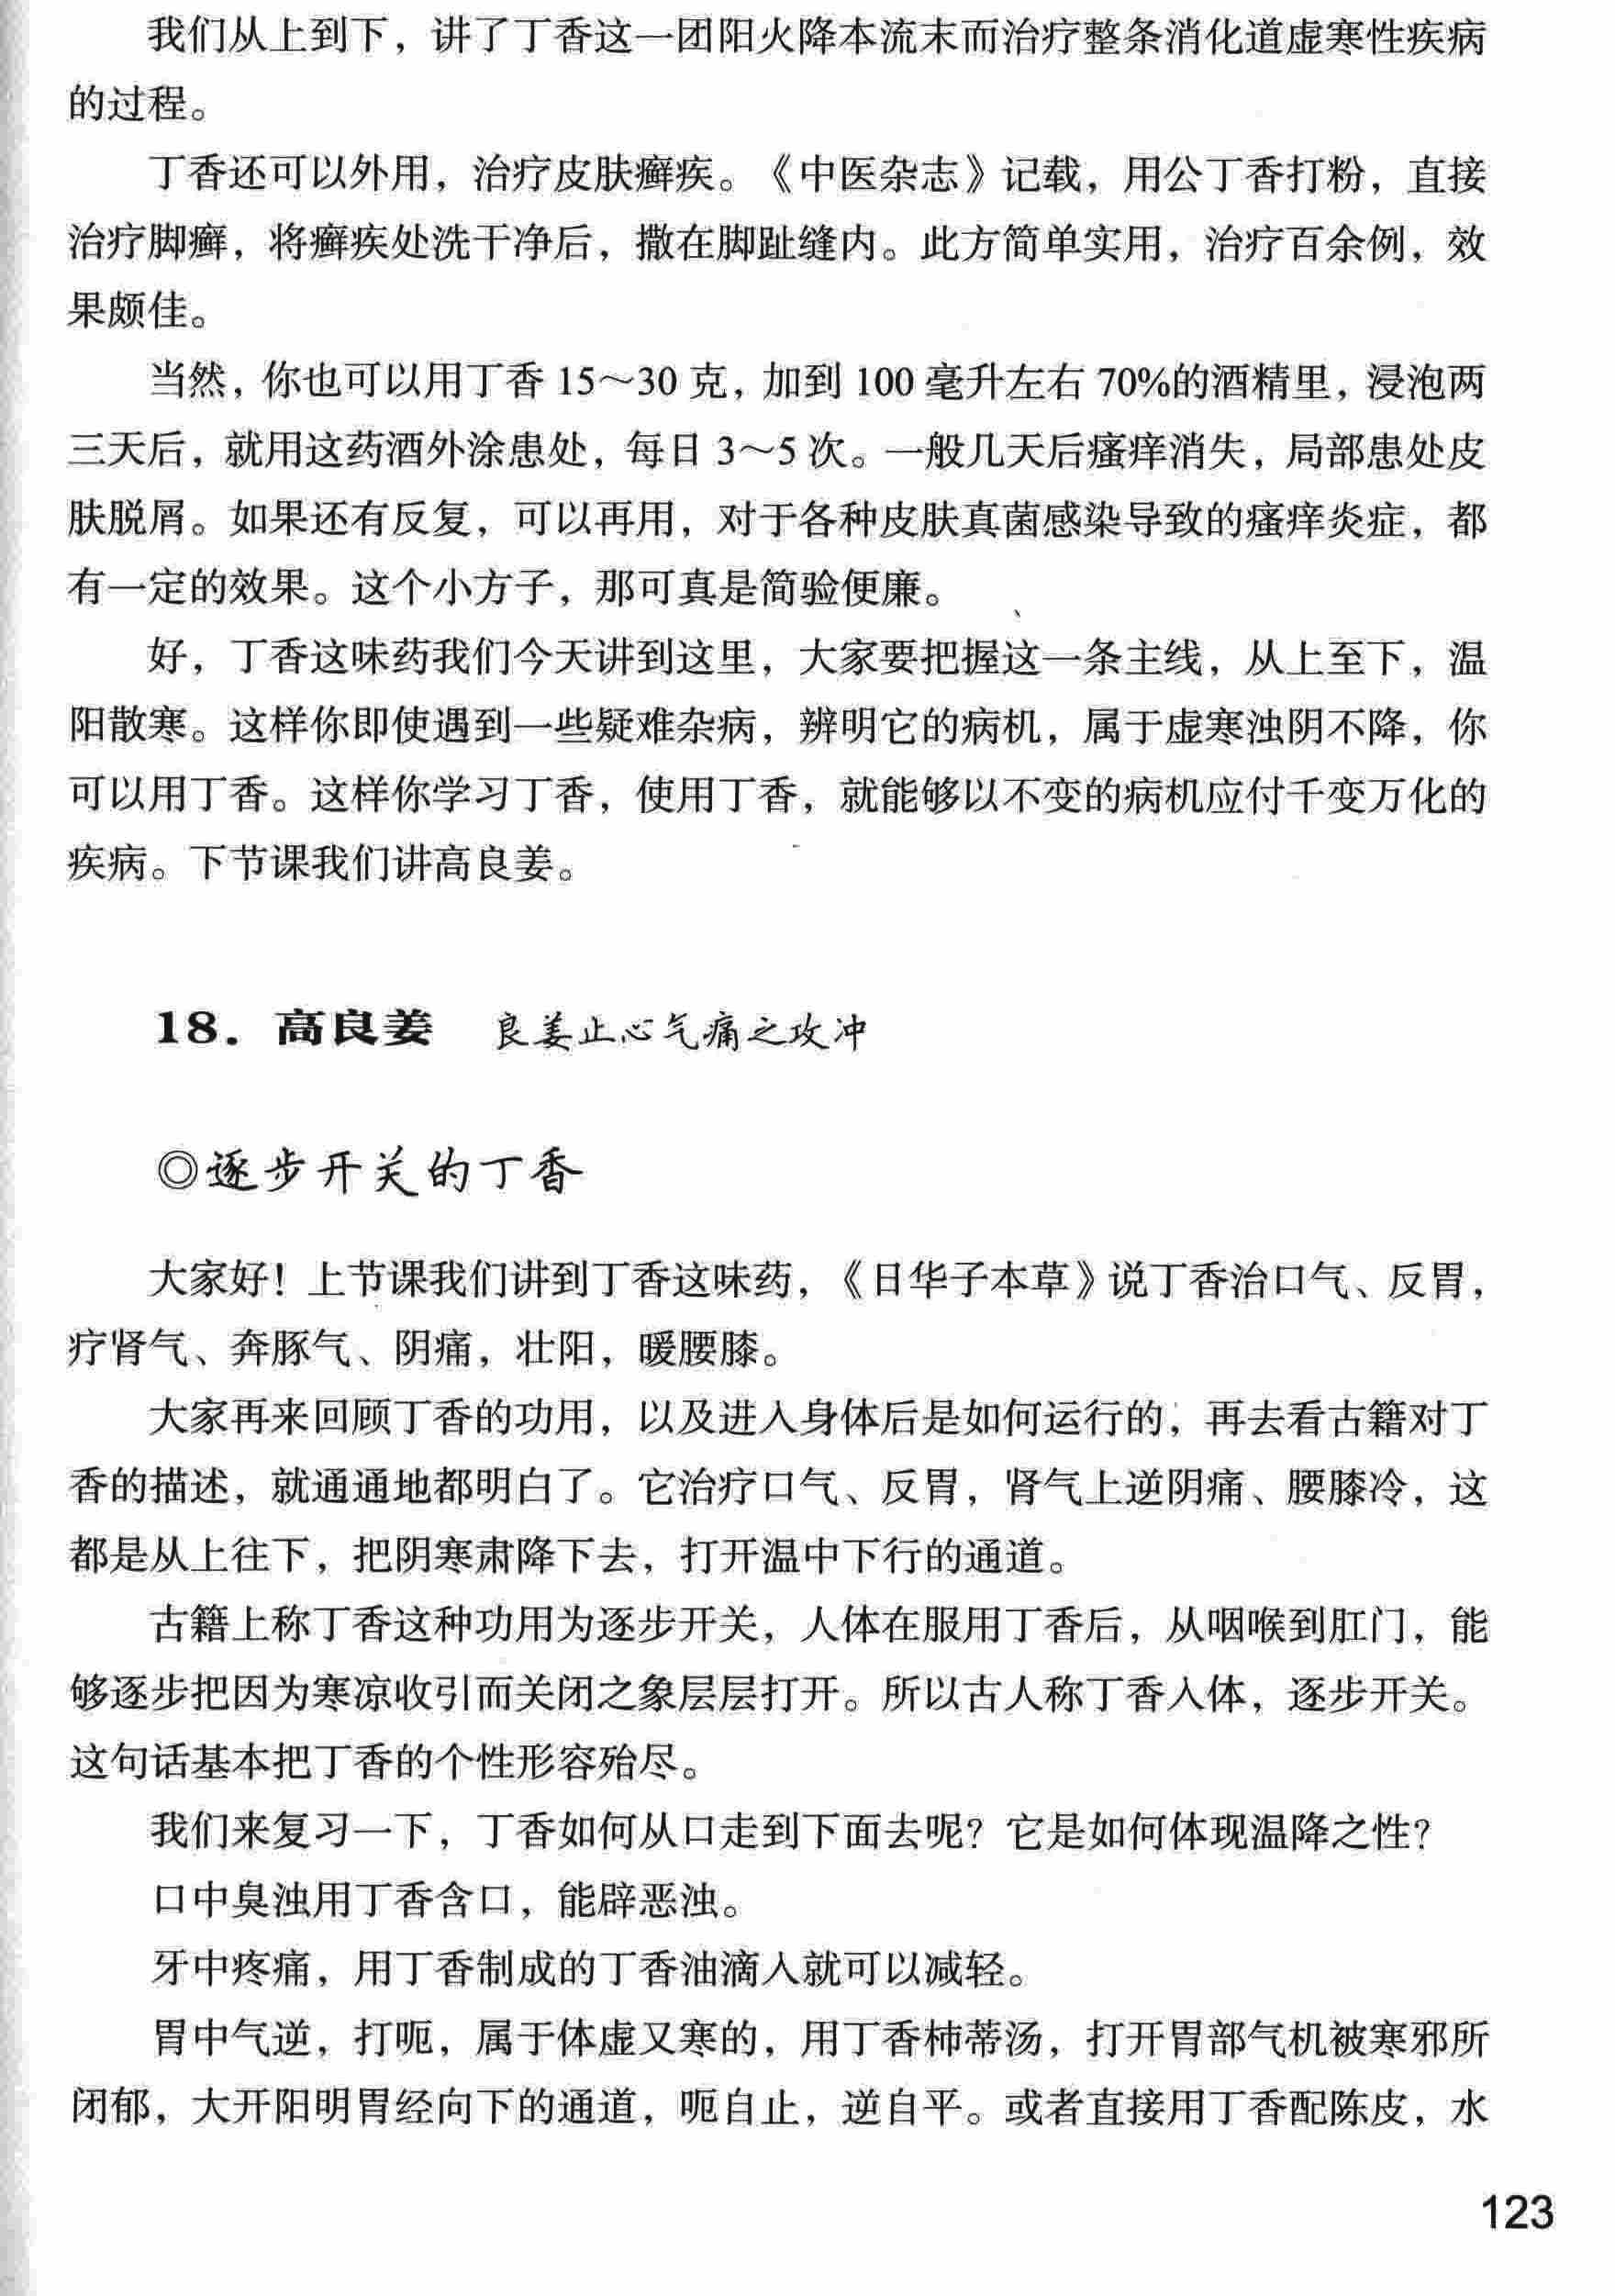 我们从上到下，讲了丁香这一团阳火降本流末而治疗整条消化道虚寒性疾病
的过程。
丁香还可以外用，治疗皮肤癣疾。《中医杂志》记载，用公丁香打粉，直接
治疗脚癣，将癣疾处洗干净后，撒在脚趾缝内。此方简单实用，治疗百余例，效
果颇佳。
当然，你也可以用丁香 15～30 克，加到 100 毫升左右 70%的酒精里，浸泡两
三天后，就用这药酒外涂患处，每日 3～5 次。一般几天后瘙痒消失，局部患处皮
肤脱屑。如果还有反复，可以再用，对于各种皮肤真菌感染导致的瘙痒炎症，都
有一定的效果。这个小方子，那可真是简验便廉。
好，丁香这味药我们今天讲到这里，大家要把握这一条主线，从上至下，温
阳散寒。这样你即使遇到一些疑难杂病，辨明它的病机，属于虚寒浊阴不降，你
可以用丁香。这样你学习丁香，使用丁香，就能够以不变的病机应付千变万化的
疾病。下节课我们讲高良姜。
18．高良姜 良姜止心气痛之攻冲
◎逐步开关的丁香
大家好！上节课我们讲到丁香这味药，《日华子本草》说丁香治口气、反胃，
疗肾气、奔豚气、阴痛，壮阳，暖腰膝。
大家再来回顾丁香的功用，以及进入身体后是如何运行的，再去看古籍对丁
香的描述，就通通地都明白了。它治疗口气、反胃，肾气上逆阴痛、腰膝冷，这
都是从上往下，把阴寒肃降下去，打开温中下行的通道。
古籍上称丁香这种功用为逐步开关，人体在服用丁香后，从咽喉到肛门，能
够逐步把因为寒凉收引而关闭之象层层打开。所以古人称丁香入体，逐步开关。
这句话基本把丁香的个性形容殆尽。
我们来复习一下，丁香如何从口走到下面去呢？它是如何体现温降之性？
口中臭浊用丁香含口，能辟恶浊。
牙中疼痛，用丁香制成的丁香油滴入就可以减轻。
胃中气逆，打呃，属于体虚又寒的，用丁香柿蒂汤，打开胃部气机被寒邪所
闭郁，大开阳明胃经向下的通道，呃自止，逆自平。或者直接用丁香配陈皮，水
123